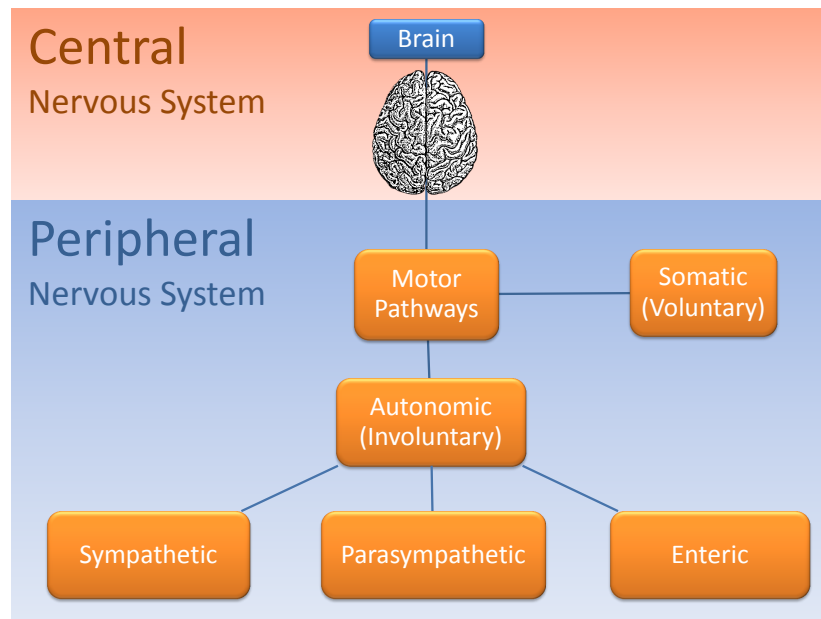 Central
Nervous System
Brain
Peripheral
Nervous System
Motor
Pathways
Somatic
(Voluntary)
Autonomic
(Involuntary)
Sympathetic
Parasympathetic
Enteric